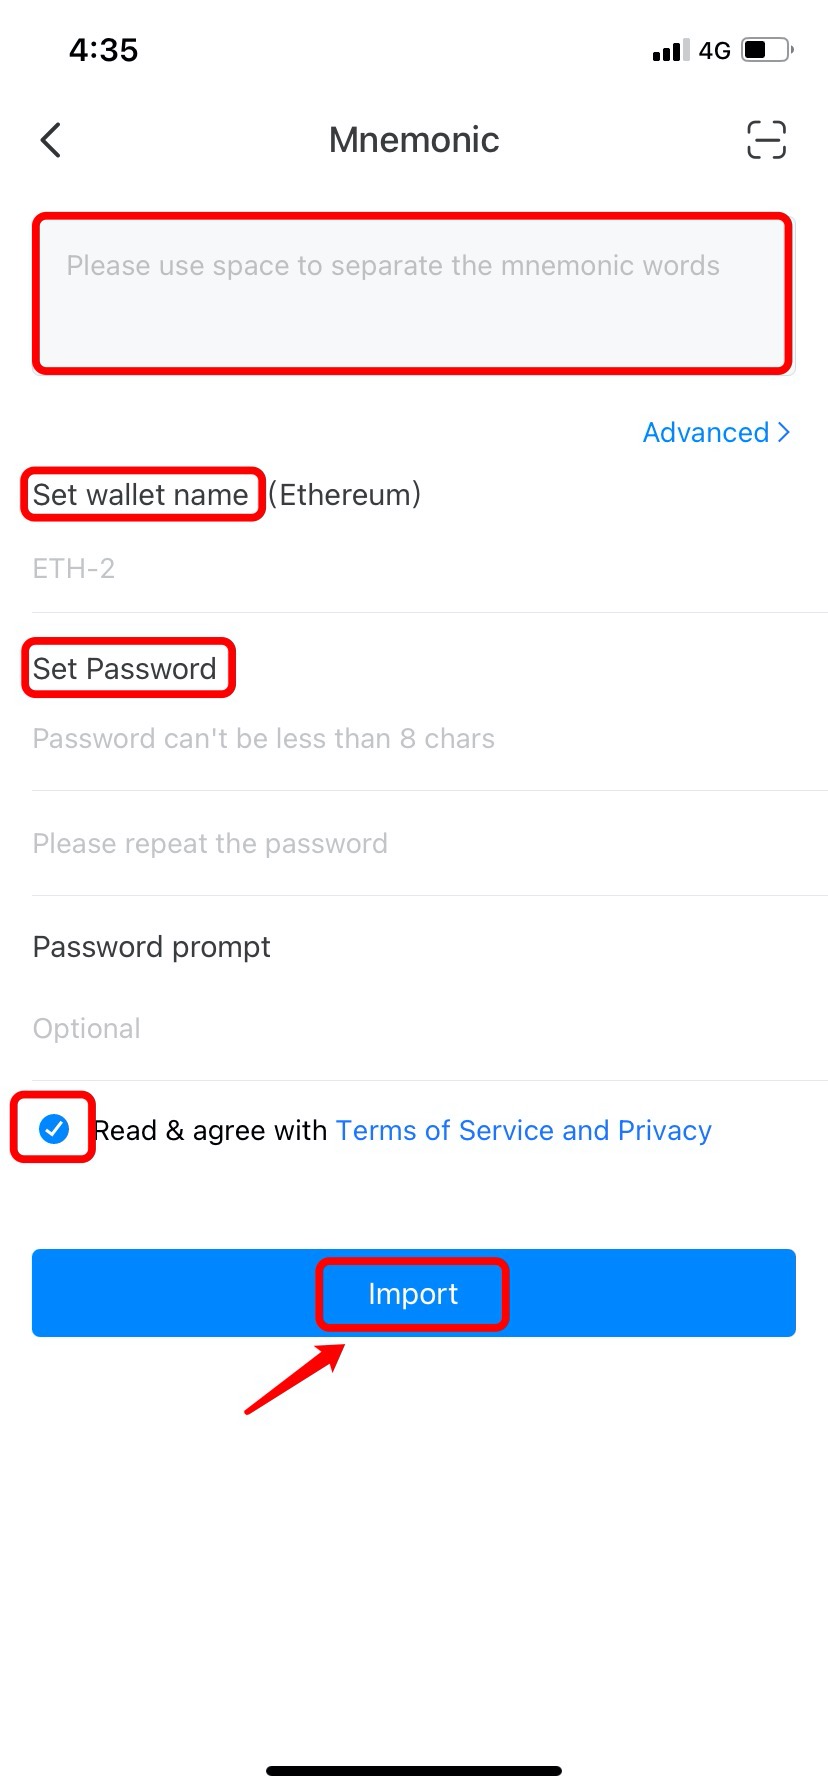 4:35
4G
Mnemonic
Please use space to separate the mnemonic words
Advanced >
Set wallet name (Ethereum)
ETH-2
Set Password
Password can't be less than 8 chars
Please repeat the password
Password prompt
Optional
Read & agree with Terms of Service and Privacy
Import